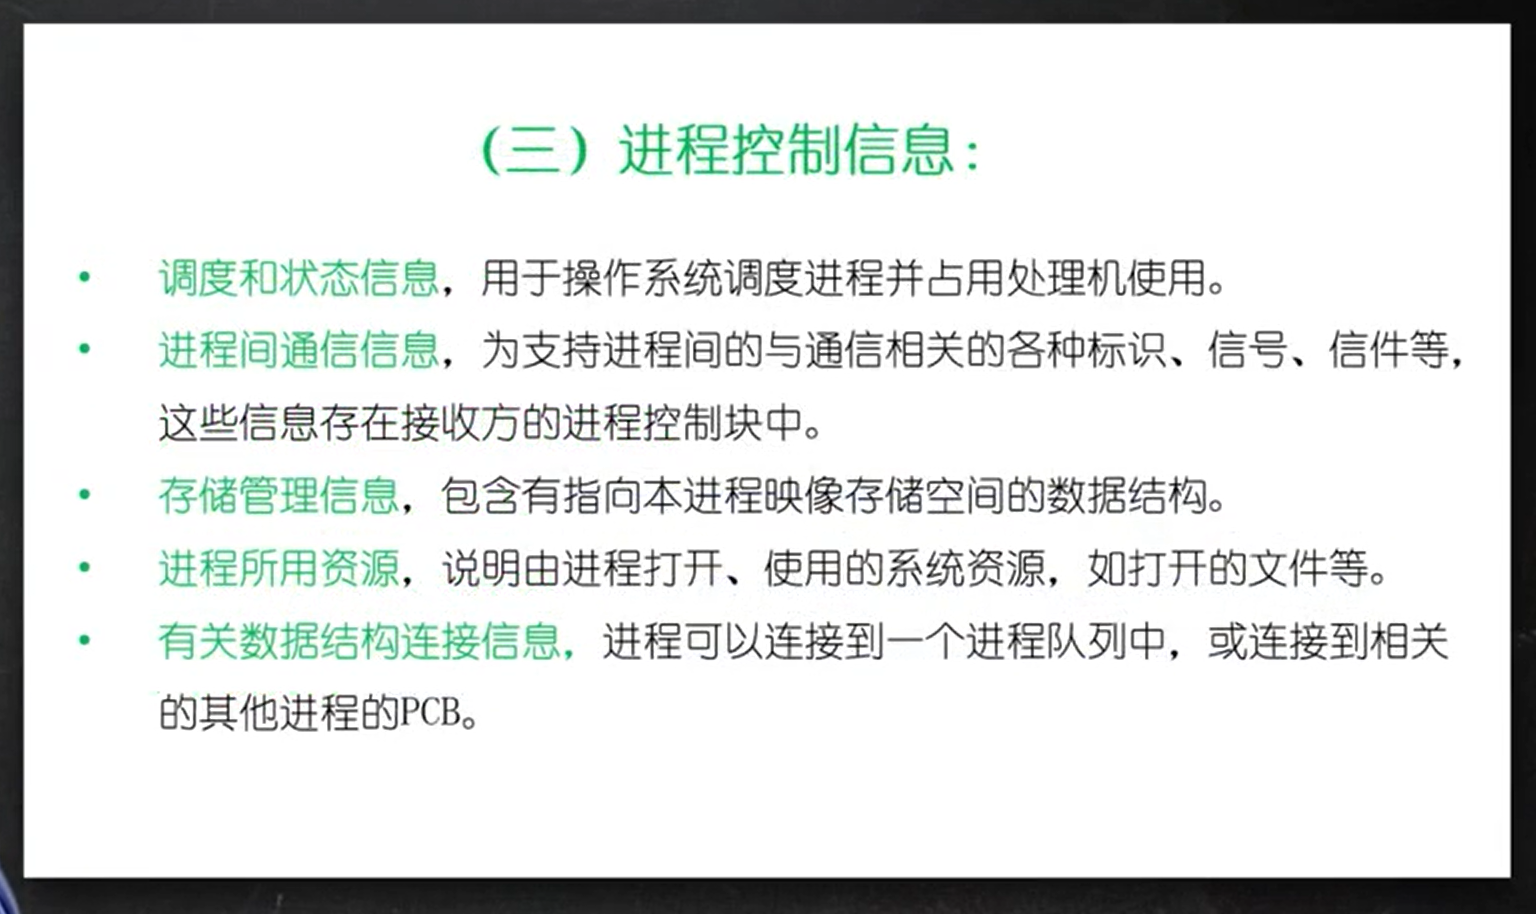 （三）进程控制信息：
• 调度和状态信息，用于操作系统调度进程并占用处理机使用。
• 进程间通信信息，为支持进程间的与通信相关的各种标识、信号、信件等，
这些信息存在接收方的进程控制块中。
• 存储管理信息，包含有指向本进程映像存储空间的数据结构。
• 进程所用资源，说明由进程打开、使用的系统资源，如打开的文件等。
• 有关数据结构连接信息，进程可以连接到一个进程队列中，或连接到相关
的其他进程的PCB。